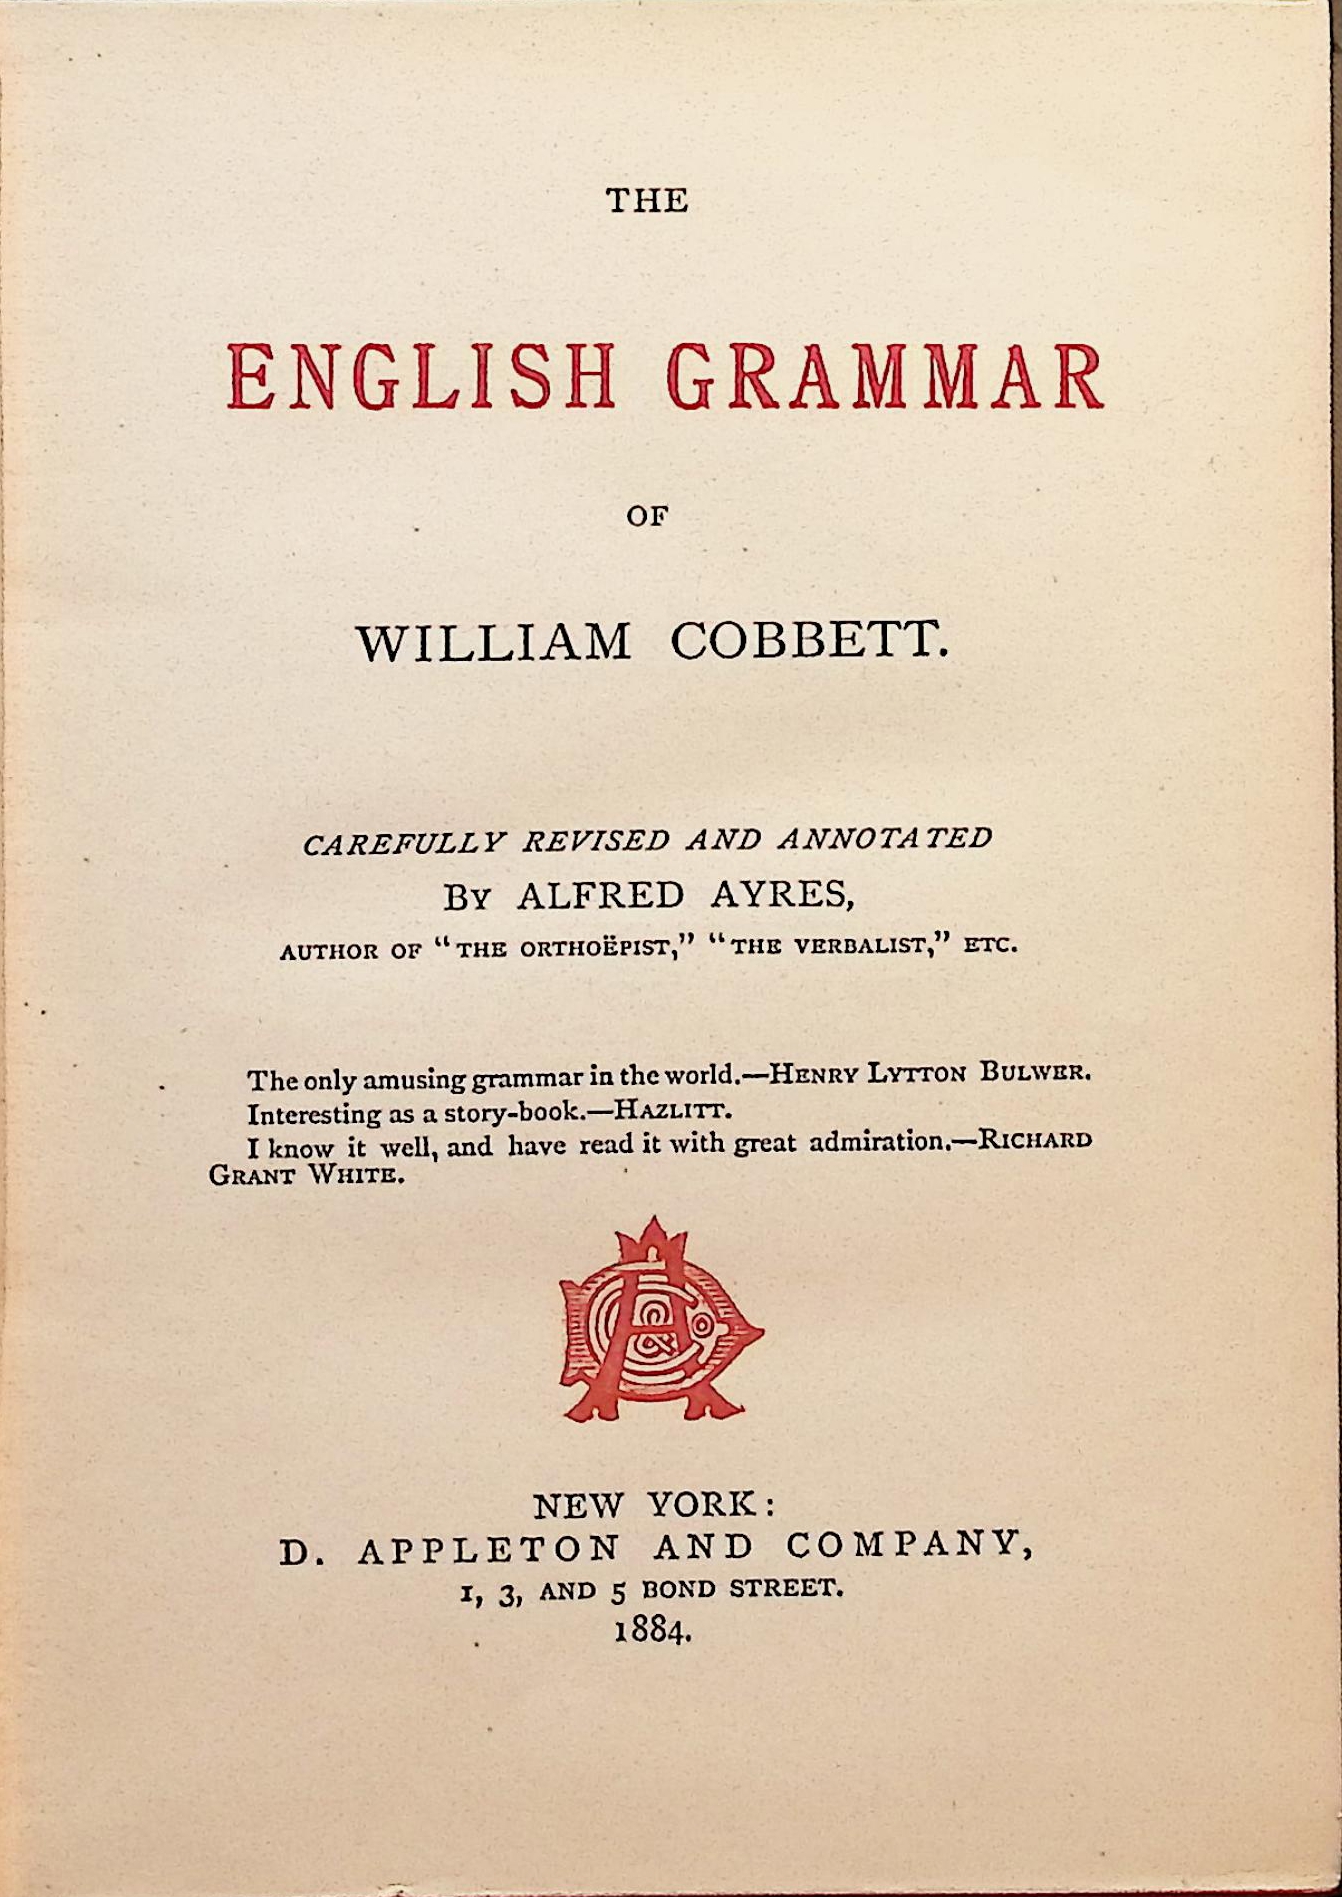 THE
ENGLISH GRAMMAR
OF
WILLIAM COBBETT.
CAREFULLY REVISED AND ANNOTATED
BY ALFRED AYRES,
AUTHOR OF “THE ORTHOËPIST,” “THE VERBALIST,” ETC.
The only amusing grammar in the world.—HENRY LYTTON BULWER.
Interesting as a story-book.—HAZLITT.
I know it well, and have read it with great admiration.—RICHARD
GRANT WHITE.
A & Co
NEW YORK:
D. APPLETON AND COMPANY,
1, 3, AND 5 BOND STREET.
1884.